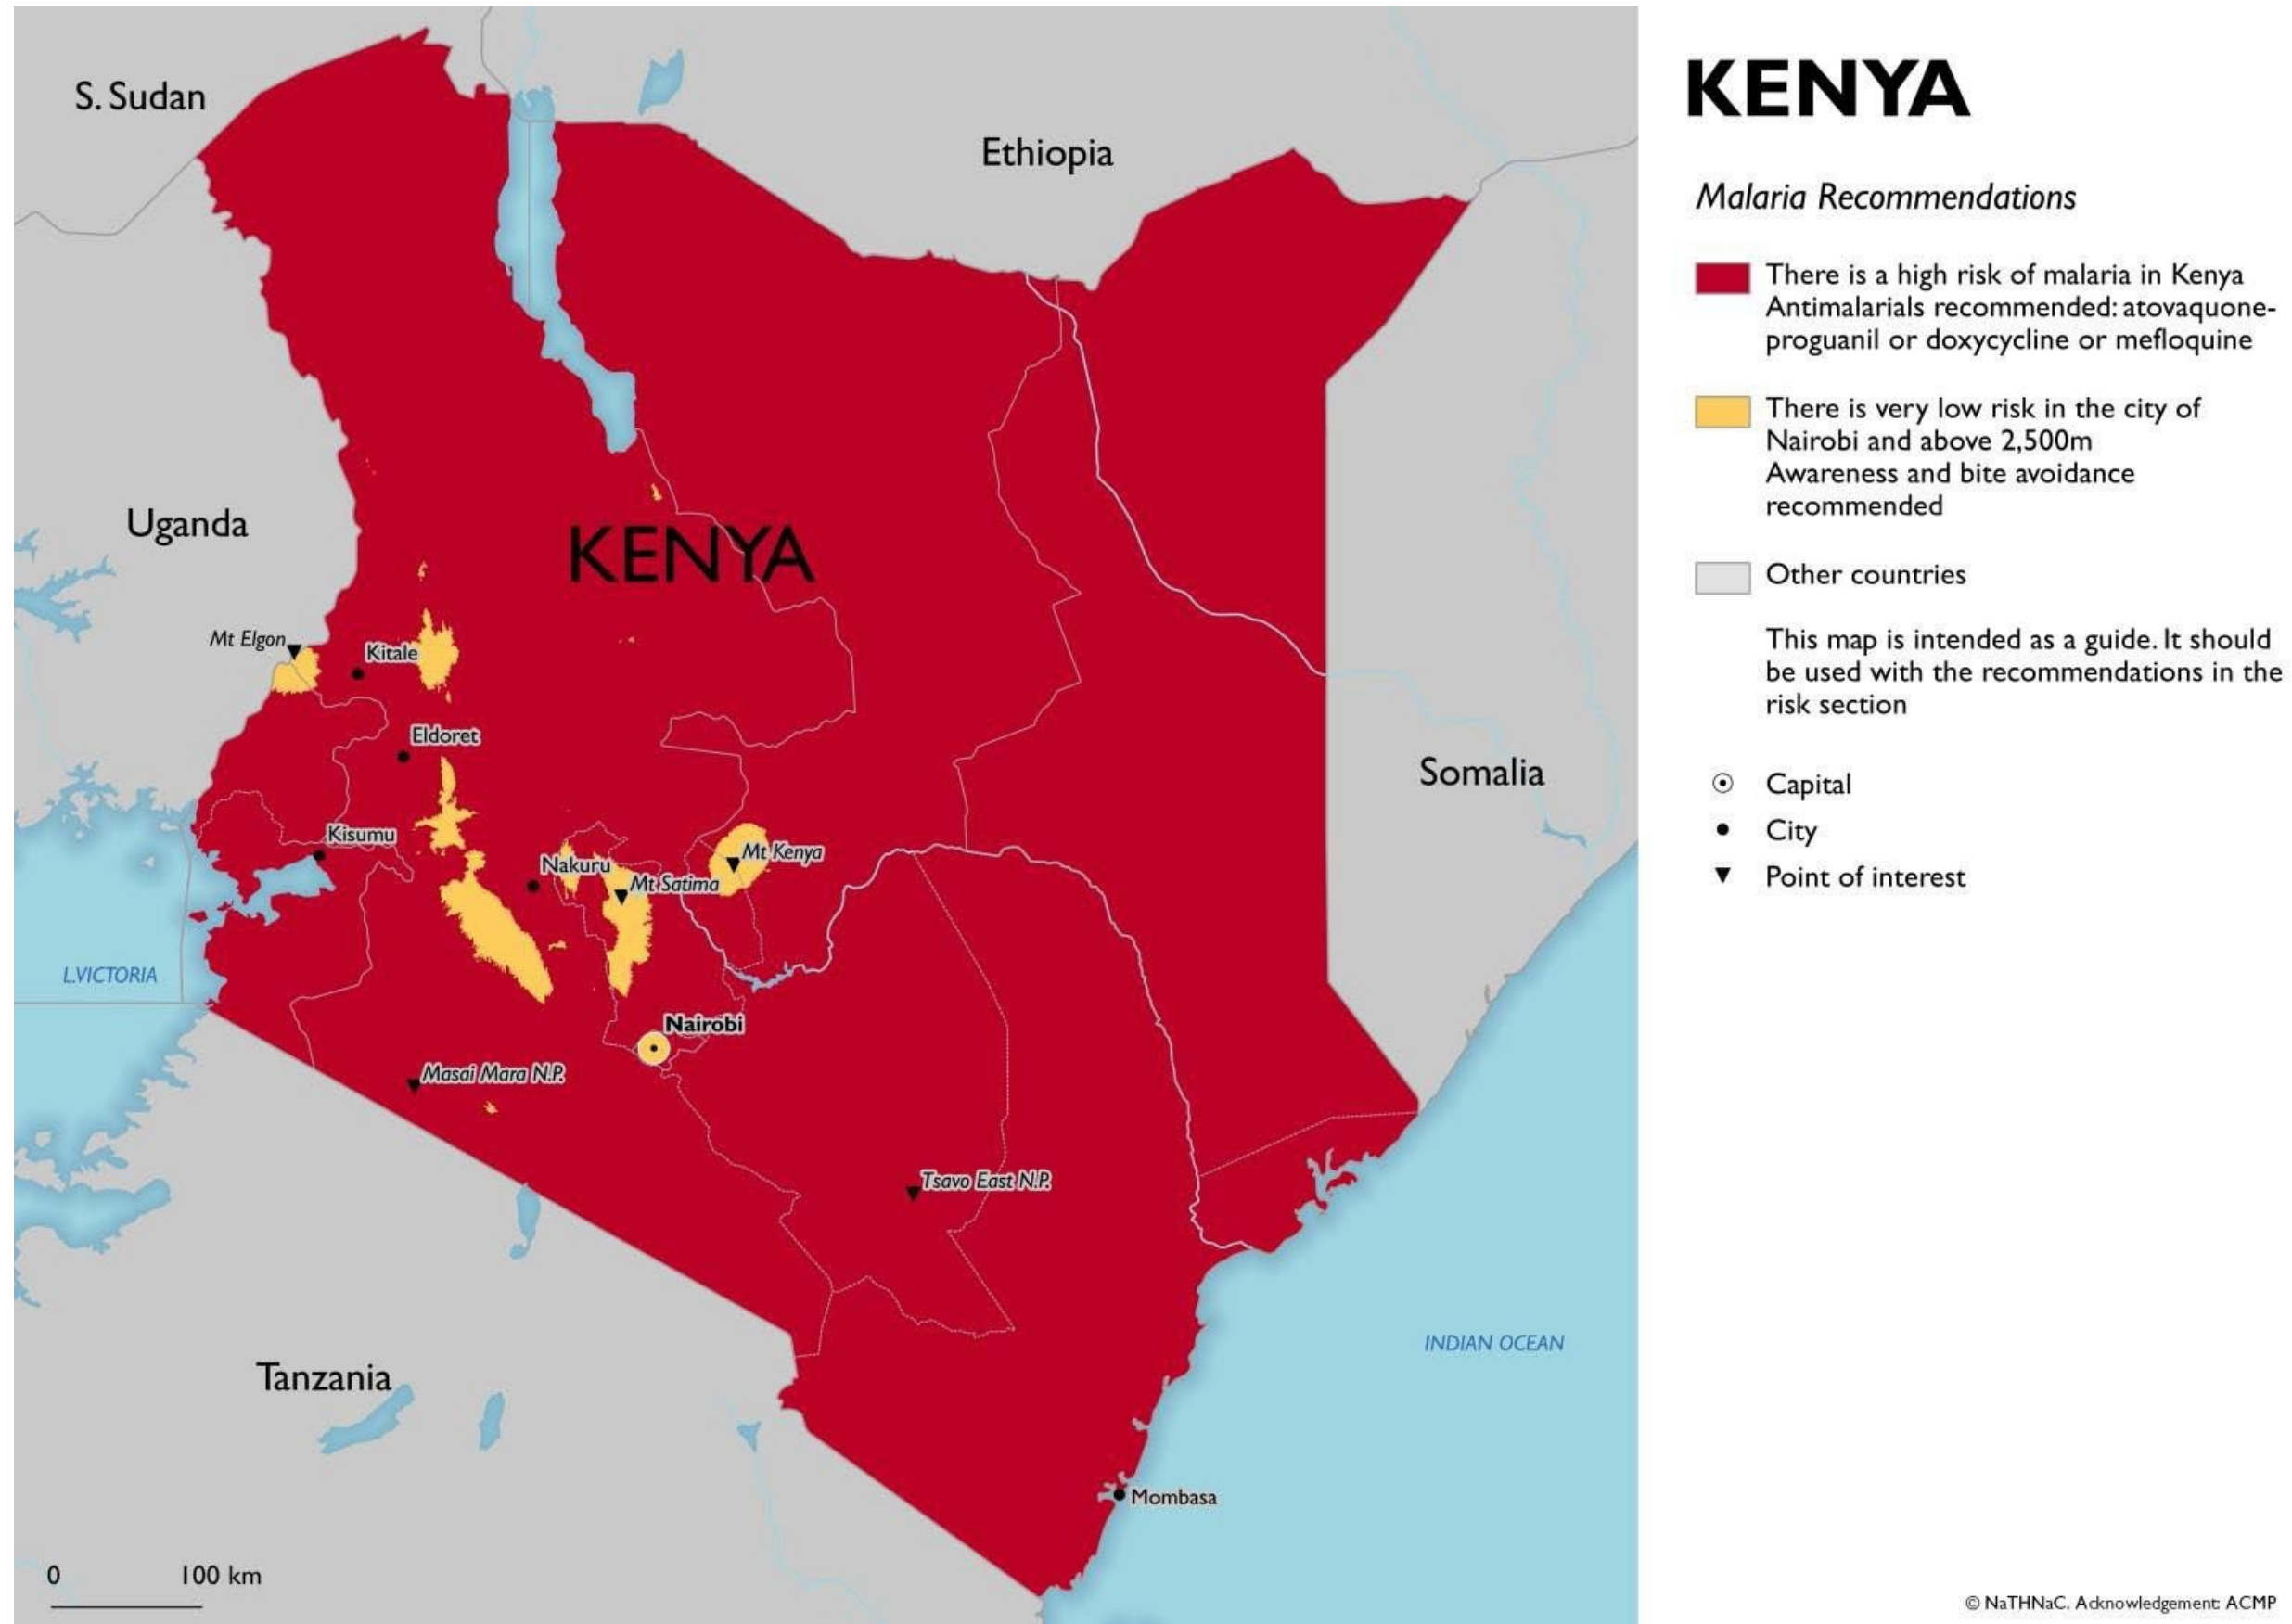 S. Sudan
Ethiopia
Uganda
KENYA
Mt Elgon
Kitale
Eldoret
Somalia
Kisumu
Nakuru
Mt Kenya
Mt Satima
L.VICTORIA
Nairobi
Masai Mara N.P.
Tsavo East N.P.
INDIAN OCEAN
Tanzania
Mombasa
0 100 km
KENYA
Malaria Recommendations
There is a high risk of malaria in Kenya
Antimalarials recommended: atovaquone-
proguanil or doxycycline or mefloquine
There is very low risk in the city of
Nairobi and above 2,500m
Awareness and bite avoidance
recommended
Other countries
This map is intended as a guide. It should
be used with the recommendations in the
risk section
Capital
City
Point of interest
© NaTHNaC. Acknowledgement: ACMP